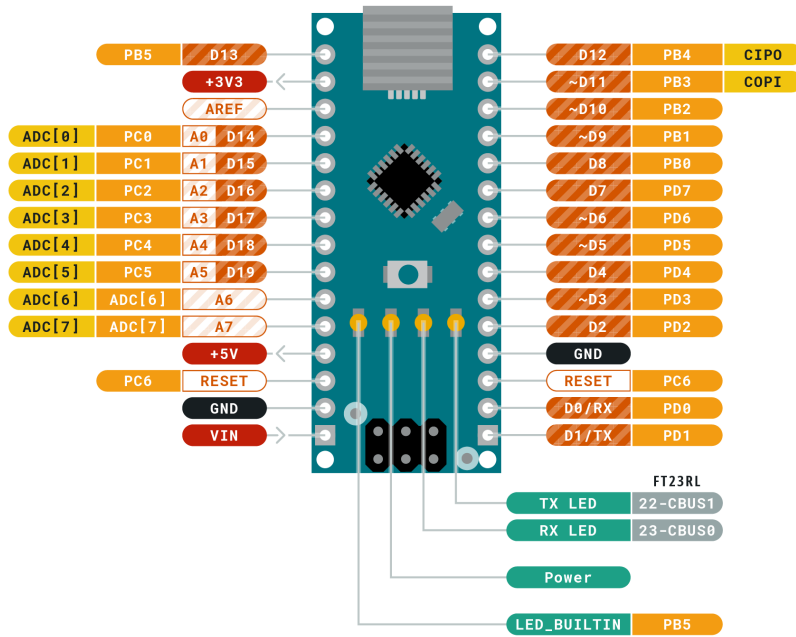 PB5 D13 D12 PB4 CIPO
+3V3 ~D11 PB3 COPI
AREF ~D10 PB2
ADC[0] PC0 A0 D14 ~D9 PB1
ADC[1] PC1 A1 D15 D8 PB0
ADC[2] PC2 A2 D16 D7 PD7
ADC[3] PC3 A3 D17 ~D6 PD6
ADC[4] PC4 A4 D18 ~D5 PD5
ADC[5] PC5 A5 D19 D4 PD4
ADC[6] ADC[6] A6 ~D3 PD3
ADC[7] ADC[7] A7 D2 PD2
+5V GND
PC6 RESET RESET PC6
GND D0/RX PD0
VIN D1/TX PD1
FT23RL
TX LED 22-CBUS1
RX LED 23-CBUS0
Power
LED_BUILTIN PB5